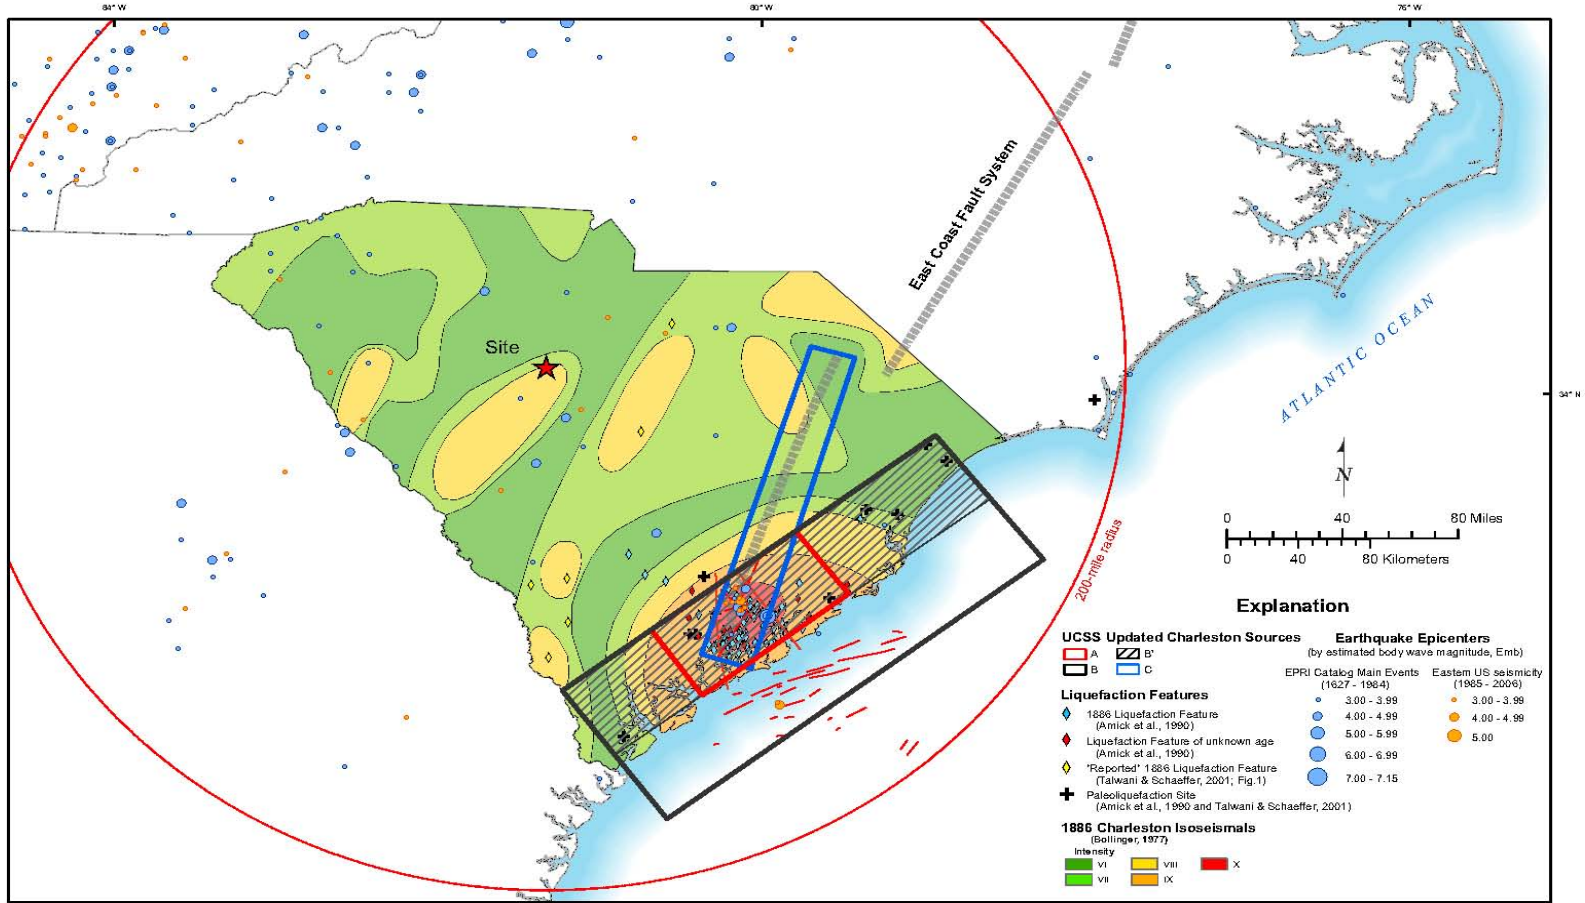 84° W
80° W
76° W
East Coast Fault System
Site
ATLANTIC OCEAN
34° N
N
0 40 80 Miles
0 40 80 Kilometers
200-mile radius
Explanation
UCSS Updated Charleston Sources
A
B'
B
C
Liquefaction Features
1886 Liquefaction Feature
(Amick et al., 1990)
Liquefaction Feature of unknown age
(Amick et al., 1990)
"Reported" 1886 Liquefaction Feature
(Talwani & Schaeffer, 2001; Fig.1)
Paleoliquefaction Site
(Amick et al., 1990 and Talwani & Schaeffer, 2001)
1886 Charleston Isoseismals
(Bollinger, 1977)
Intensity
VI
VIII
X
VII
IX
Earthquake Epicenters
(by estimated body wave magnitude, Emb)
EPRI Catalog Main Events
(1627 - 1984)
3.00 - 3.99
4.00 - 4.99
5.00 - 5.99
6.00 - 6.99
7.00 - 7.15
Eastern US seismicity
(1985 - 2006)
3.00 - 3.99
4.00 - 4.99
5.00